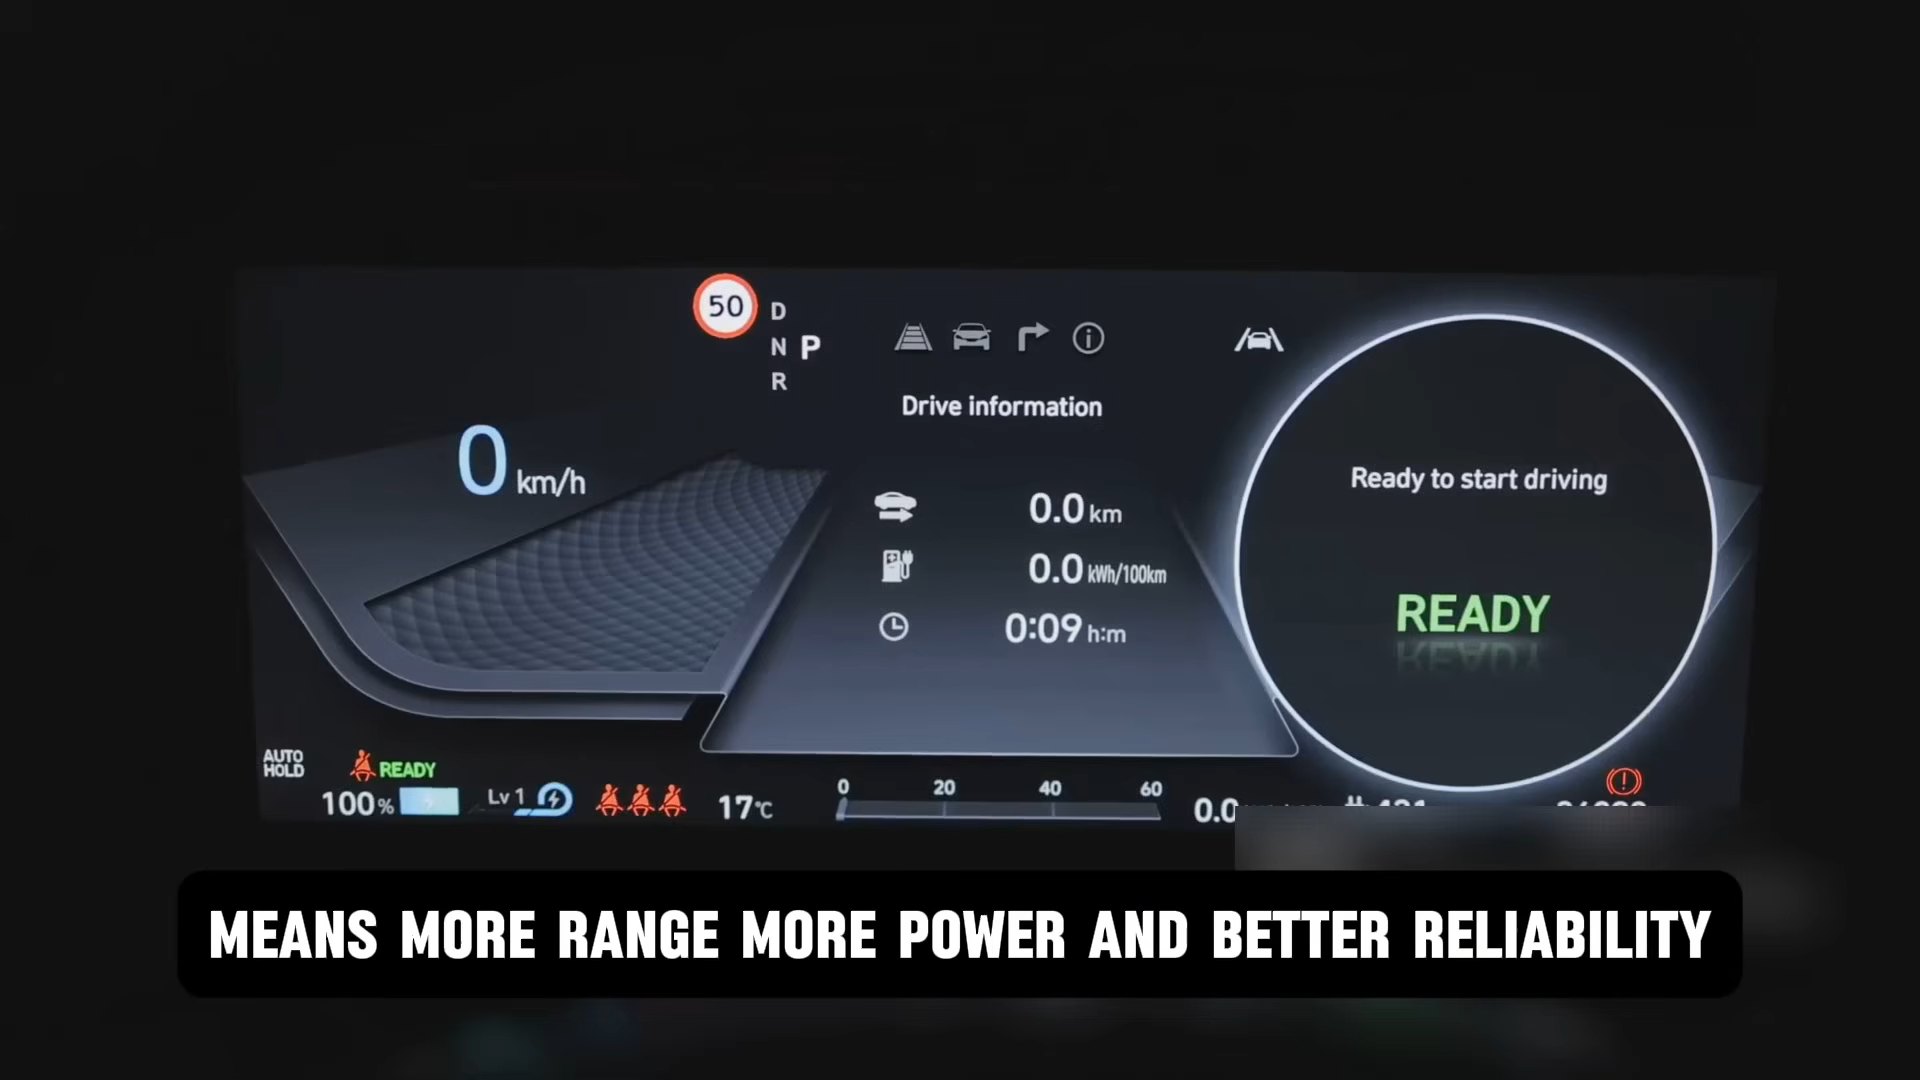 50
D
N P
R
Drive information
0 km/h
0.0 km
0.0 kWh/100km
0:09 h:m
Ready to start driving
READY
AUTO HOLD
READY
100%
Lv 1
17℃
0 20 40 60
0.0
MEANS MORE RANGE MORE POWER AND BETTER RELIABILITY